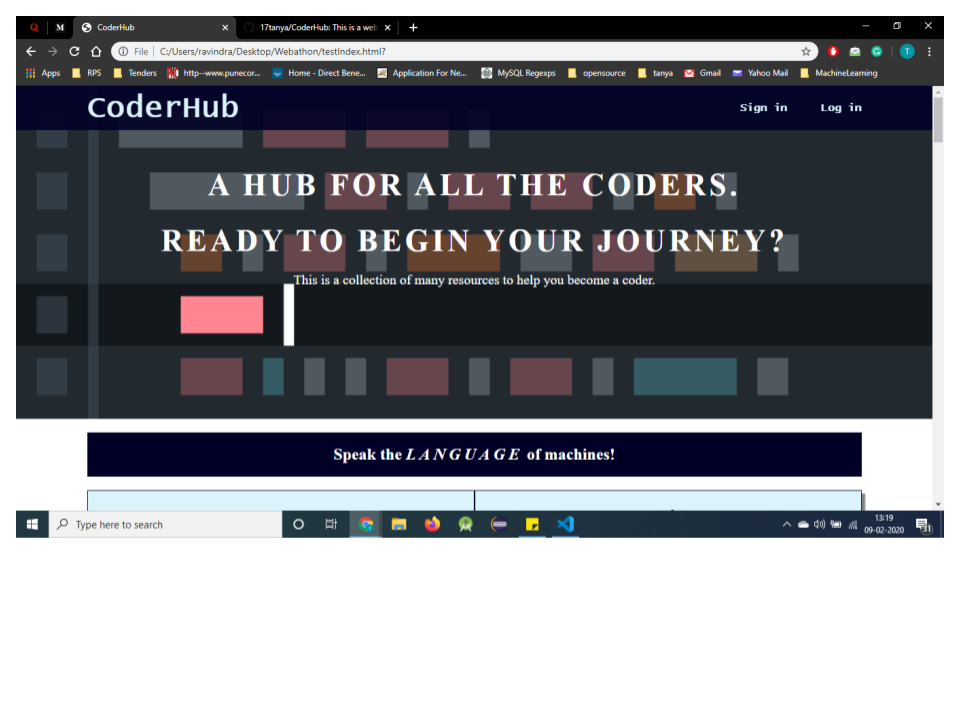 Q M CoderHub × 17tanya/CoderHub: This is a web × +
File C:/Users/ravindra/Desktop/Webathon/testIndex.html? T
Apps RPS Tenders http--www.punecor... Home - Direct Bene... Application For Ne... MySQL Regexps opensource tanya Gmail Yahoo Mail MachineLearning
CoderHub Sign in Log in
A HUB FOR ALL THE CODERS.
READY TO BEGIN YOUR JOURNEY?
This is a collection of many resources to help you become a coder.
Speak the LANGUAGE of machines!
Type here to search 13:19
09-02-2020 31